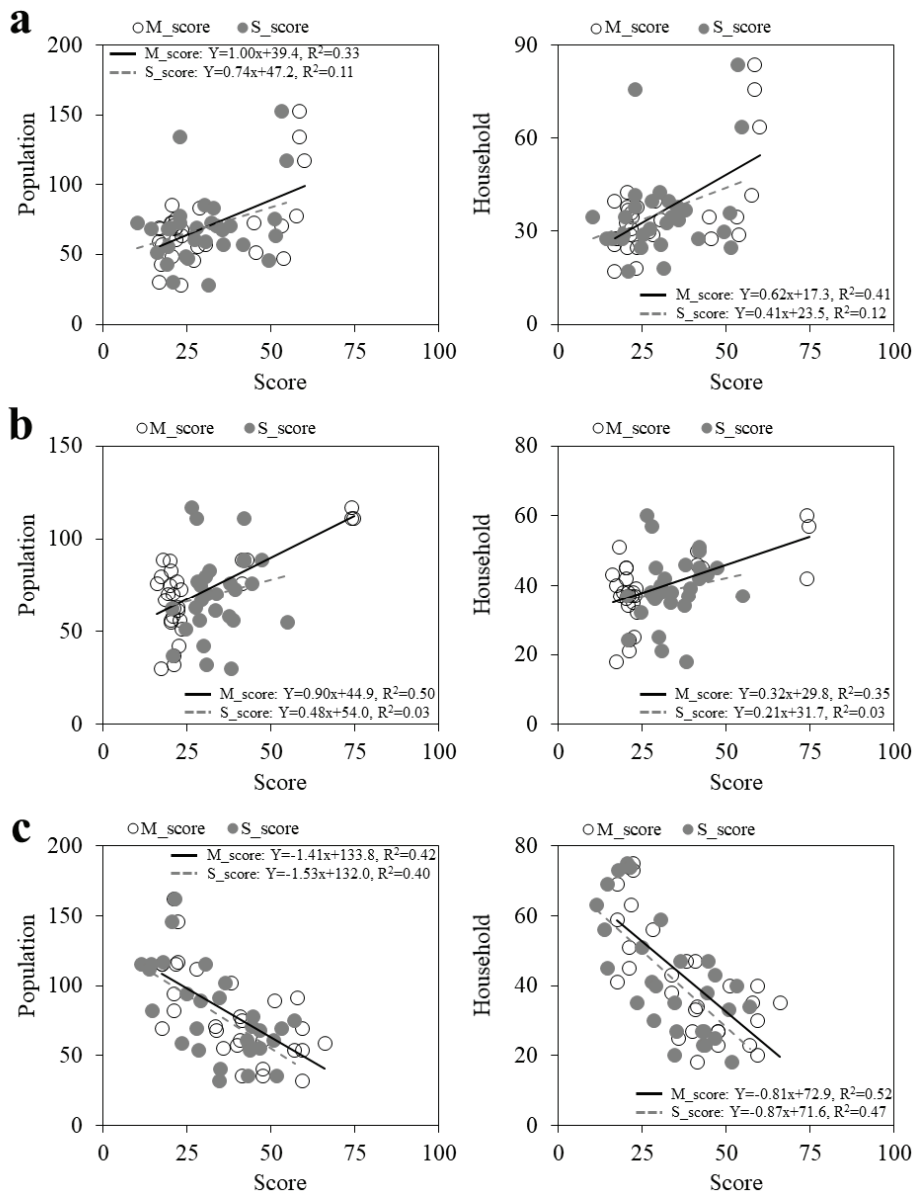 a
M_score S_score
200
150
100
50
0
Population
M_score: Y=1.00x+39.4, R²=0.33
S_score: Y=0.74x+47.2, R²=0.11
0 25 50 75 100
Score
M_score S_score
90
60
30
0
Household
M_score: Y=0.62x+17.3, R²=0.41
S_score: Y=0.41x+23.5, R²=0.12
0 25 50 75 100
Score
b
M_score S_score
150
100
50
0
Population
M_score: Y=0.90x+44.9, R²=0.50
S_score: Y=0.48x+54.0, R²=0.03
0 25 50 75 100
Score
M_score S_score
80
60
40
20
0
Household
M_score: Y=0.32x+29.8, R²=0.35
S_score: Y=0.21x+31.7, R²=0.03
0 25 50 75 100
Score
c
M_score S_score
200
150
100
50
0
Population
M_score: Y=-1.41x+133.8, R²=0.42
S_score: Y=-1.53x+132.0, R²=0.40
0 25 50 75 100
Score
M_score S_score
80
60
40
20
0
Household
M_score: Y=-0.81x+72.9, R²=0.52
S_score: Y=-0.87x+71.6, R²=0.47
0 25 50 75 100
Score